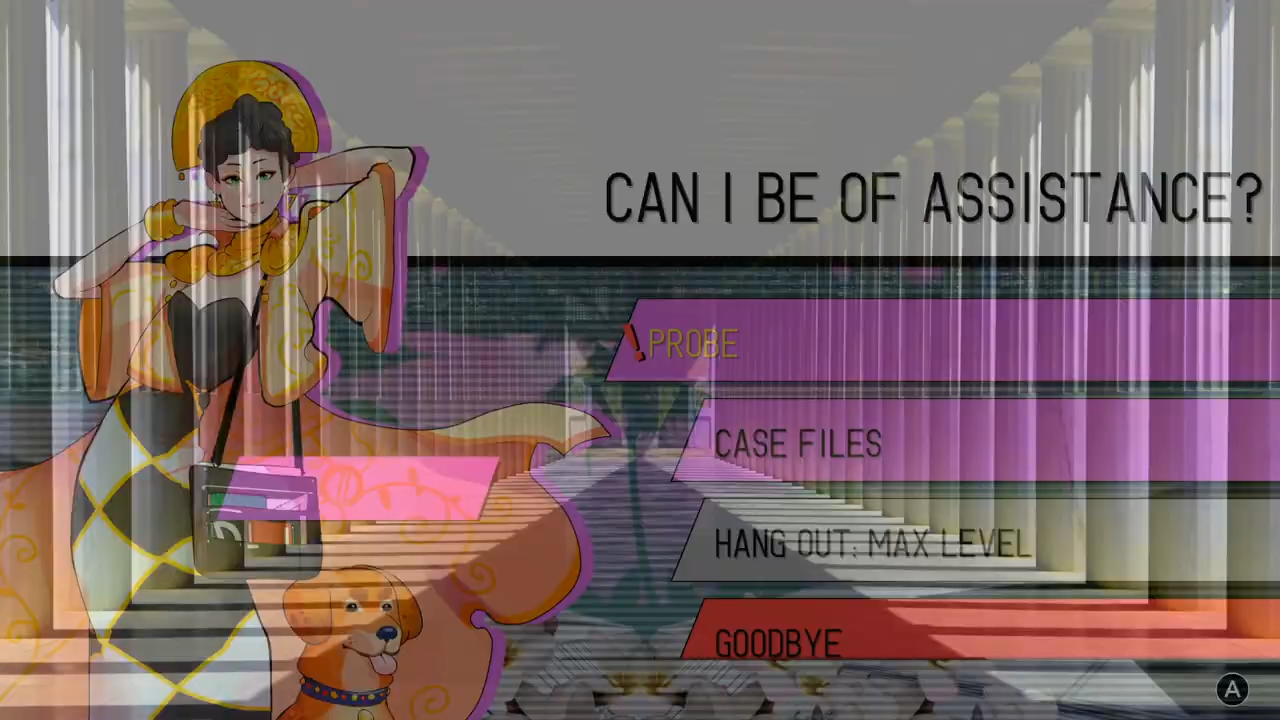 CAN I BE OF ASSISTANCE?
! PROBE
CASE FILES
HANG OUT: MAX LEVEL
GOODBYE
A